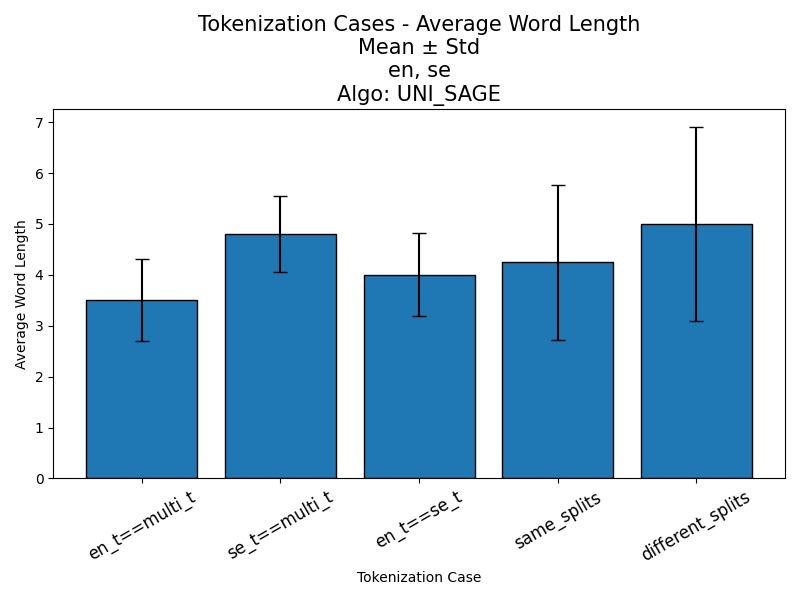 Tokenization Cases - Average Word Length
Mean ± Std
en, se
Algo: UNI_SAGE
Average Word Length
7
6
5
4
3
2
1
0
en_t==multi_t
se_t==multi_t
en_t==se_t
same_splits
different_splits
Tokenization Case